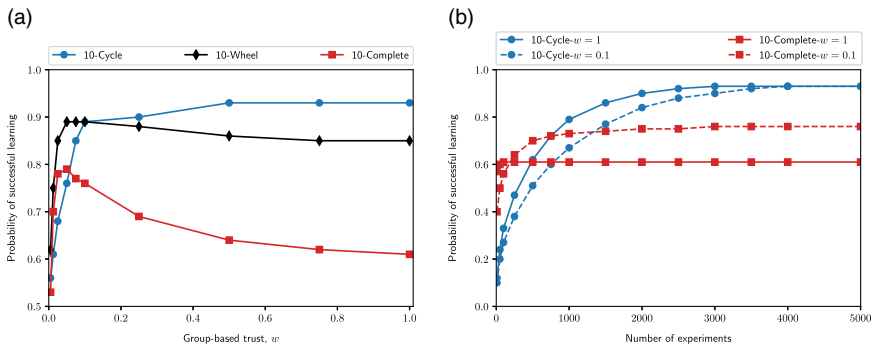 (a)
10-Cycle 10-Wheel 10-Complete
1.0
0.9
0.8
0.7
0.6
0.5
Probability of successful learning
0.0 0.2 0.4 0.6 0.8 1.0
Group-based trust, w
(b)
10-Cycle-w = 1 10-Complete-w = 1
10-Cycle-w = 0.1 10-Complete-w = 0.1
1.0
0.8
0.6
0.4
0.2
0.0
Probability of successful learning
0 1000 2000 3000 4000 5000
Number of experiments